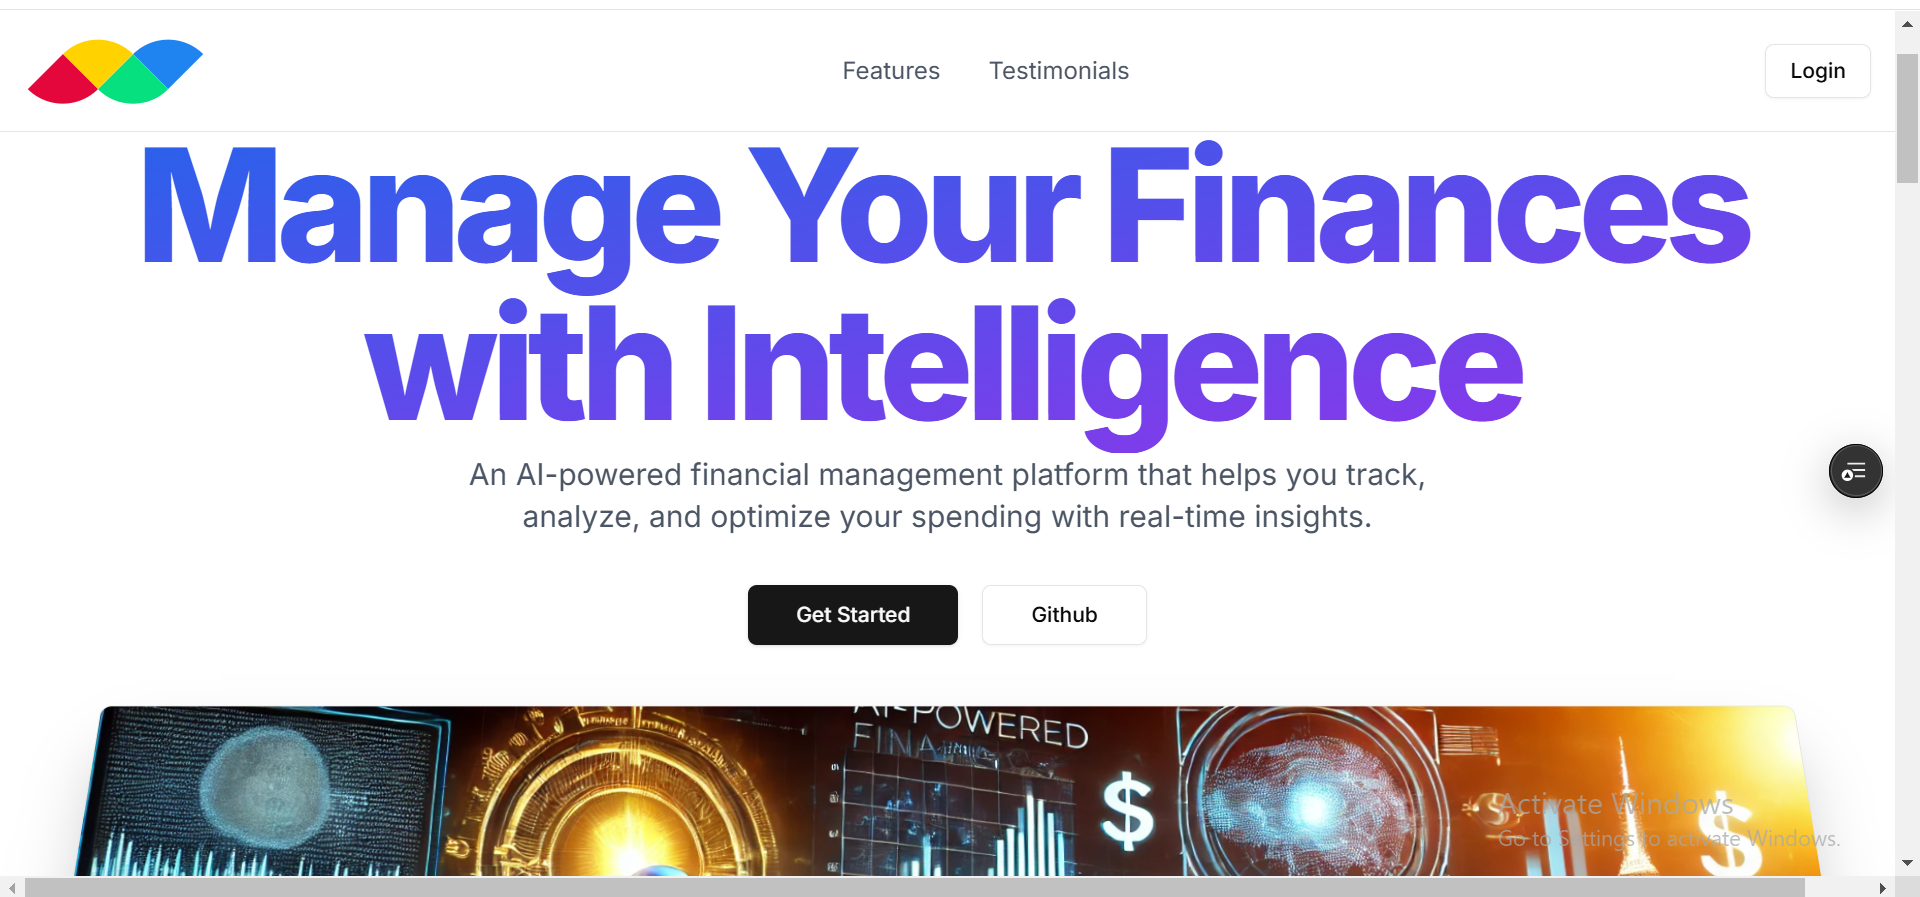 Features Testimonials Login
Manage Your Finances
with Intelligence
An AI-powered financial management platform that helps you track,
analyze, and optimize your spending with real-time insights.
Get Started Github
AI-POWERED
FINA
$
$
Activate Windows
Go to Settings to activate Windows.